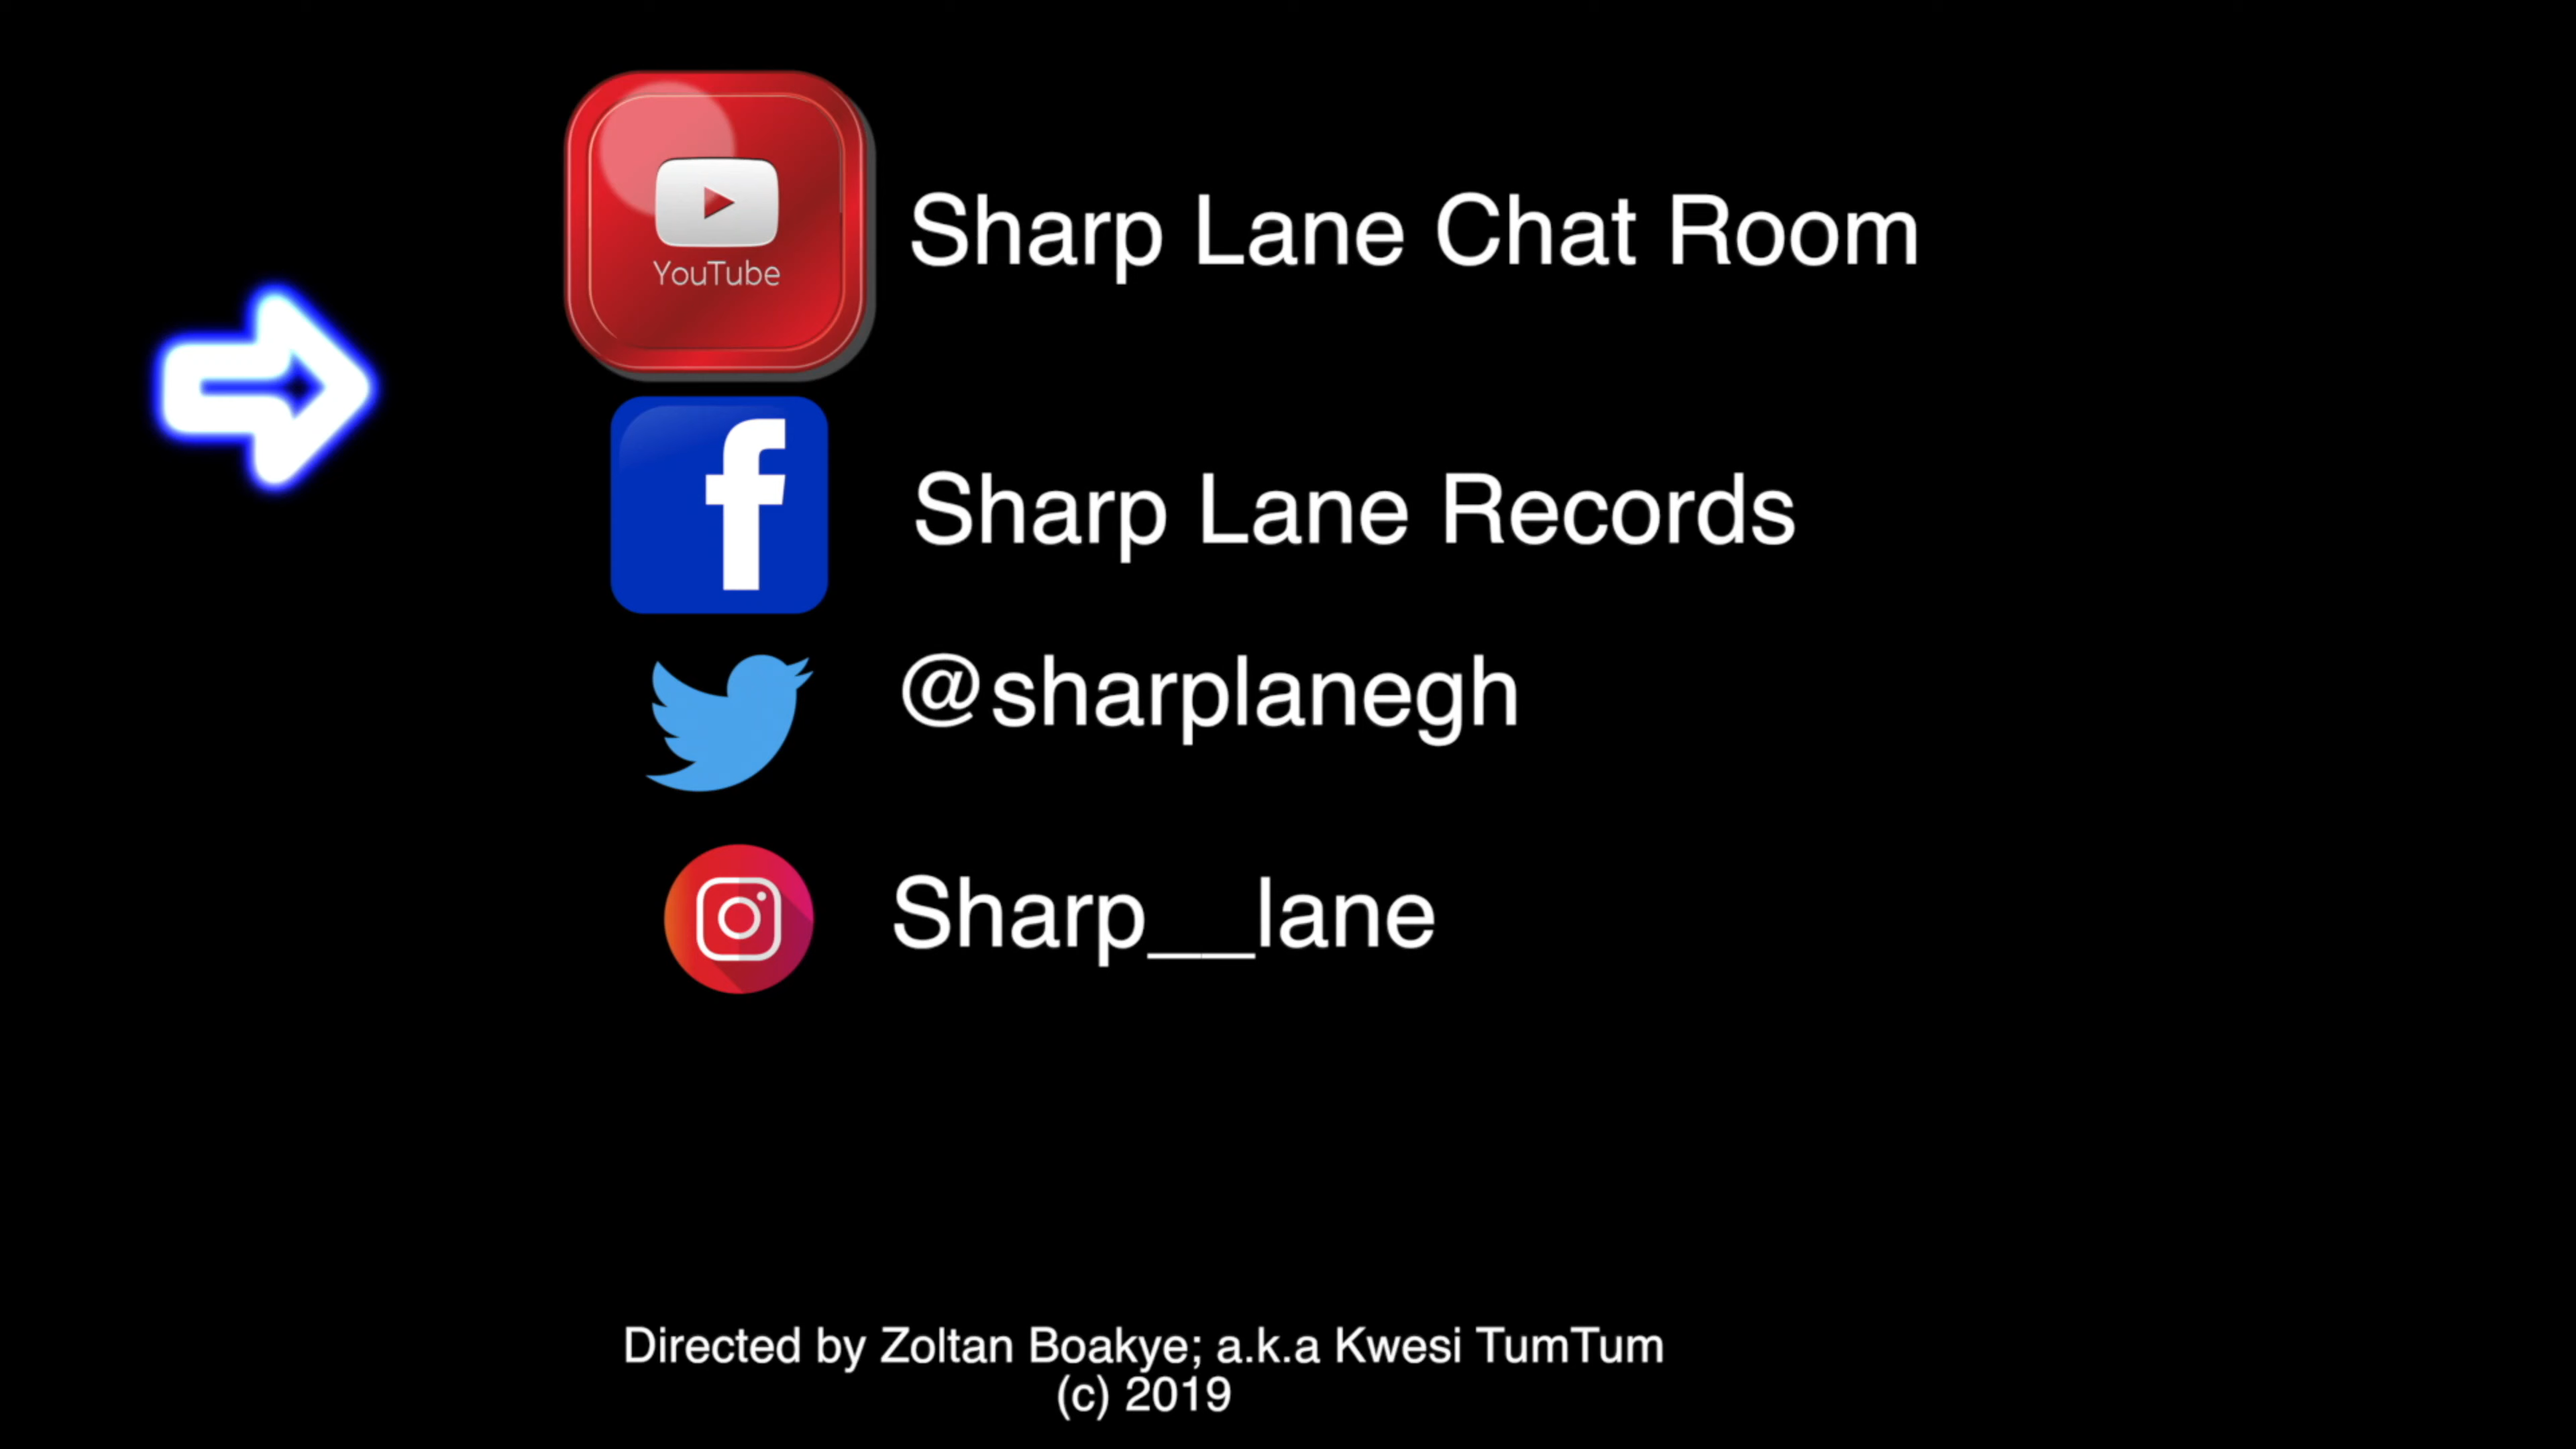 YouTube
Sharp Lane Chat Room
Sharp Lane Records
@sharplanegh
Sharp__lane
Directed by Zoltan Boakye; a.k.a Kwesi TumTum
(c) 2019